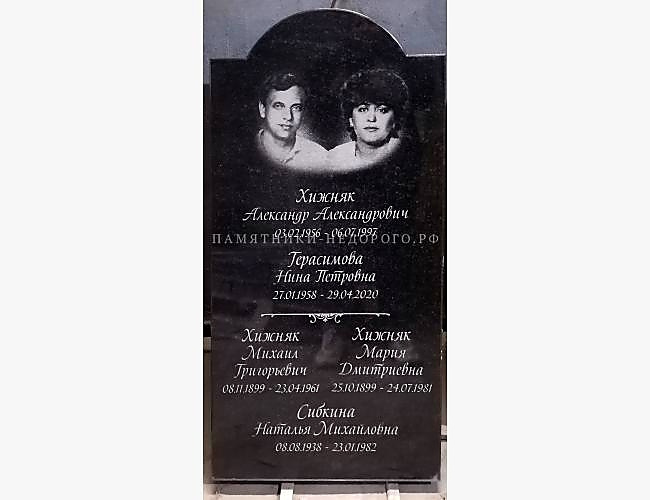 Хижняк
Александр Александрович
03.02.1956 - 06.07.1997
ПАМЯТНИКИ-НЕДОРОГО.РФ
Герасимова
Нина Петровна
27.01.1958 - 29.04.2020
Хижняк
Михаил
Григорьевич
08.11.1899 - 23.04.1961
Хижняк
Мария
Дмитриевна
25.10.1899 - 24.07.1981
Сибкина
Наталья Михайловна
08.08.1938 - 23.01.1982